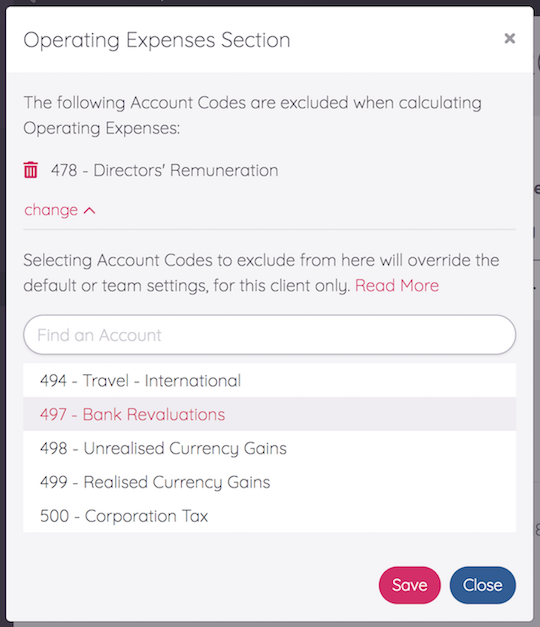 Operating Expenses Section
×
The following Account Codes are excluded when calculating
Operating Expenses:
478 - Directors' Remuneration
change
Selecting Account Codes to exclude from here will override the
default or team settings, for this client only. Read More
Find an Account
494 - Travel - International
497 - Bank Revaluations
498 - Unrealised Currency Gains
499 - Realised Currency Gains
500 - Corporation Tax
Save Close